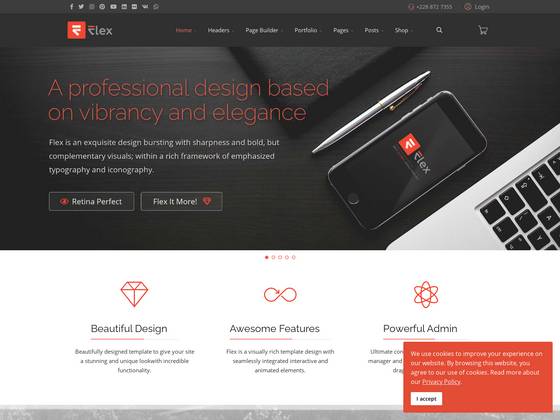 +228 872 7355 Login
Flex Home Headers Page Builder Portfolio Pages Posts Shop
A professional design based
on vibrancy and elegance
Flex is an exquisite design bursting with sharpness and bold, but
complementary visuals; within a rich framework of emphasized
typography and iconography.
Retina Perfect Flex It More!
Flex
Beautiful Design
Beautifully designed template to give your site
a stunning and unique lookwith incredible
functionality.
Awesome Features
Flex is a visually rich template design with
seamlessly integrated interactive and
animated elements.
Powerful Admin
Ultimate
manager and
We use cookies to improve your experience on
our website. By browsing this website, you
agree to our use of cookies. Read more about
our Privacy Policy.
I accept